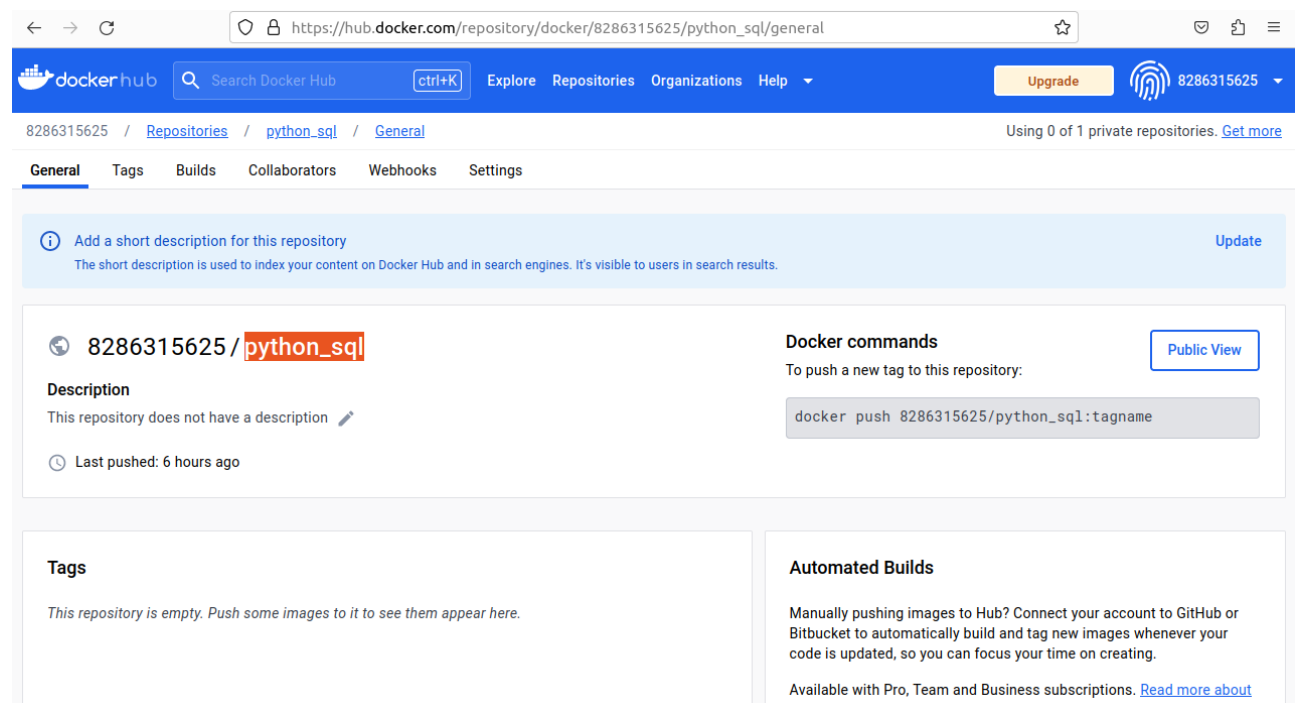 https://hub.docker.com/repository/docker/8286315625/python_sql/general
dockerhub Search Docker Hub ctrl+K Explore Repositories Organizations Help Upgrade 8286315625
8286315625 / Repositories / python_sql / General Using 0 of 1 private repositories. Get more
General Tags Builds Collaborators Webhooks Settings
Add a short description for this repository Update
The short description is used to index your content on Docker Hub and in search engines. It's visible to users in search results.
8286315625 / python_sql
Description
This repository does not have a description
Last pushed: 6 hours ago
Docker commands
Public View
To push a new tag to this repository:
docker push 8286315625/python_sql:tagname
Tags
This repository is empty. Push some images to it to see them appear here.
Automated Builds
Manually pushing images to Hub? Connect your account to GitHub or
Bitbucket to automatically build and tag new images whenever your
code is updated, so you can focus your time on creating.
Available with Pro, Team and Business subscriptions. Read more about